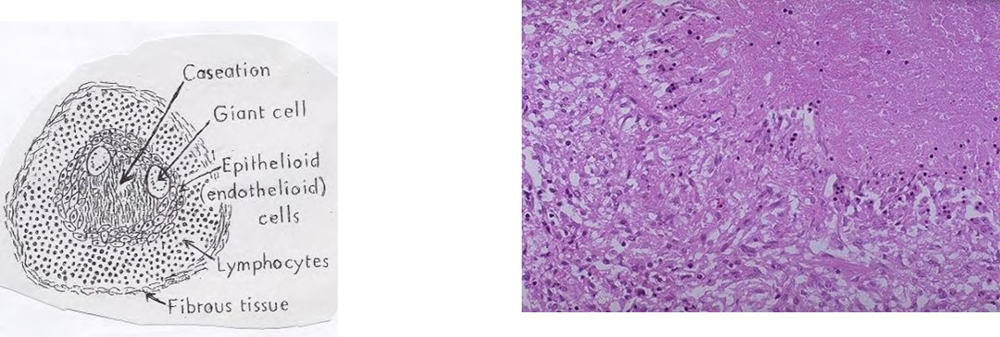 Caseation
Giant cell
Epithelioid
(endothelioid)
cells
Lymphocytes
Fibrous tissue